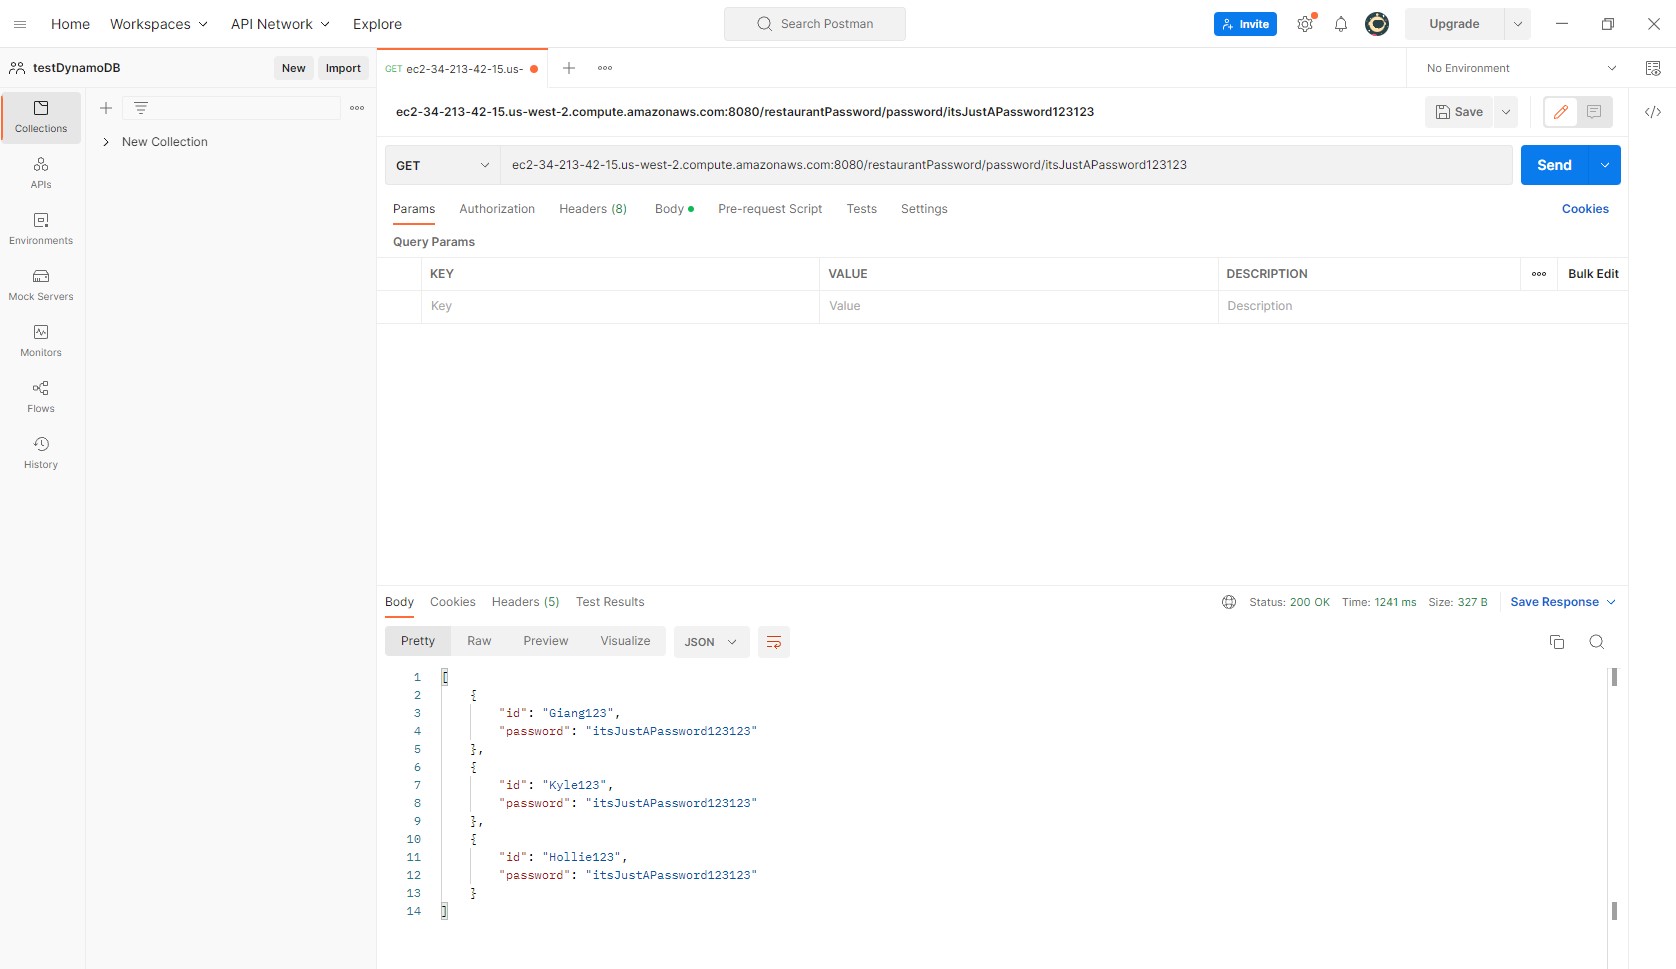 Home Workspaces API Network Explore Search Postman Invite Upgrade
testDynamoDB New Import GET ec2-34-213-42-15.us- No Environment
Collections
New Collection
APIs
Environments
Mock Servers
Monitors
Flows
History
ec2-34-213-42-15.us-west-2.compute.amazonaws.com:8080/restaurantPassword/password/itsJustAPassword123123 Save </>
GET ec2-34-213-42-15.us-west-2.compute.amazonaws.com:8080/restaurantPassword/password/itsJustAPassword123123 Send
Params Authorization Headers (8) Body Pre-request Script Tests Settings Cookies
Query Params
KEY VALUE DESCRIPTION Bulk Edit
Key Value Description
Body Cookies Headers (5) Test Results Status: 200 OK Time: 1241 ms Size: 327 B Save Response
Pretty Raw Preview Visualize JSON
1 [
2 {
3 "id": "Giang123",
4 "password": "itsJustAPassword123123"
5 },
6 {
7 "id": "Kyle123",
8 "password": "itsJustAPassword123123"
9 },
10 {
11 "id": "Hollie123",
12 "password": "itsJustAPassword123123"
13 }
14 ]